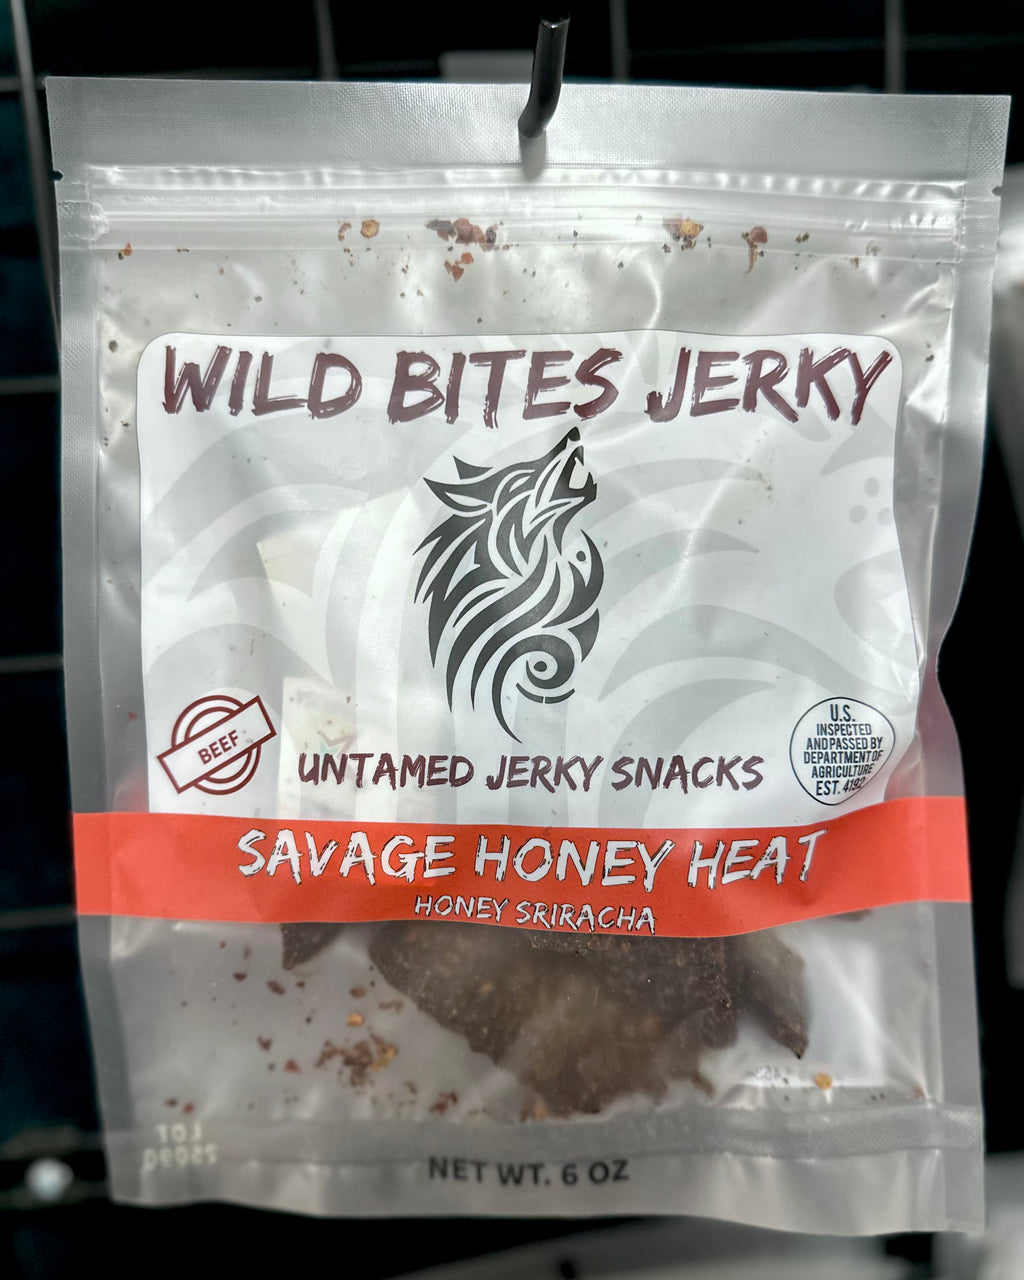 WILD BITES JERKY
BEEF
UNTAMED JERKY SNACKS
U.S.
INSPECTED
AND PASSED BY
DEPARTMENT OF
AGRICULTURE
EST. 4192
SAVAGE HONEY HEAT
HONEY SRIRACHA
LOT
NET WT. 6 OZ